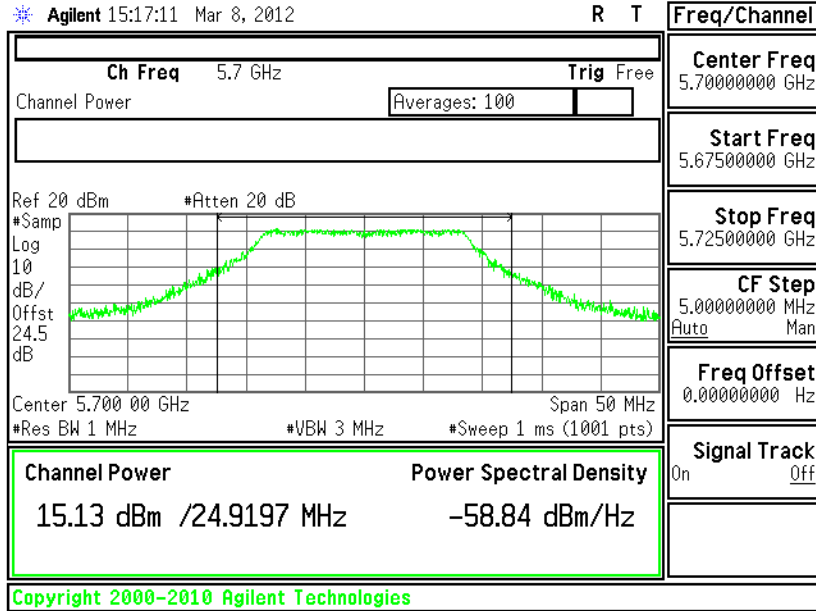 Agilent 15:17:11 Mar 8, 2012 R T
Ch Freq 5.7 GHz Trig Free
Channel Power Averages: 100
Ref 20 dBm #Atten 20 dB
#Samp
Log
10
dB/
Offst
24.5
dB
Center 5.700 00 GHz Span 50 MHz
#Res BW 1 MHz #VBW 3 MHz #Sweep 1 ms (1001 pts)
Channel Power Power Spectral Density
15.13 dBm /24.9197 MHz -58.84 dBm/Hz
Copyright 2000-2010 Agilent Technologies
Freq/Channel
Center Freq
5.70000000 GHz
Start Freq
5.67500000 GHz
Stop Freq
5.72500000 GHz
CF Step
5.00000000 MHz
Auto Man
Freq Offset
0.00000000 Hz
Signal Track
On Off